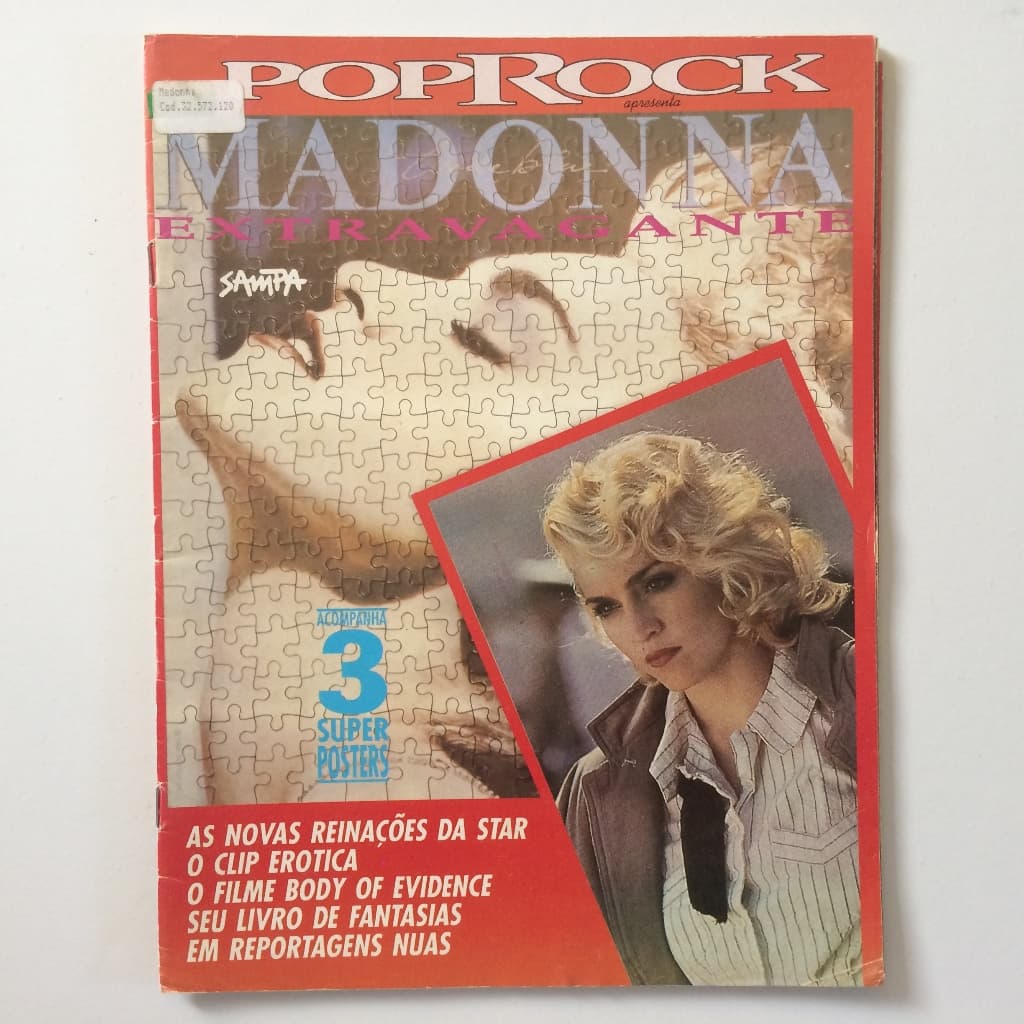 POPROCK
apresenta
Madonna
Cod.32.572.120
MADONNA
EXTRAVAGANTE
SAMPA
ACOMPANHA
3
SUPER
POSTERS
AS NOVAS REINAÇÕES DA STAR
O CLIP EROTICA
O FILME BODY OF EVIDENCE
SEU LIVRO DE FANTASIAS
EM REPORTAGENS NUAS